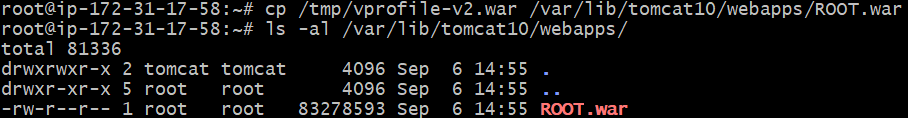 root@ip-172-31-17-58:~# cp /tmp/vprofile-v2.war /var/lib/tomcat10/webapps/ROOT.war
root@ip-172-31-17-58:~# ls -al /var/lib/tomcat10/webapps/
total 81336
drwxrwxr-x 2 tomcat tomcat     4096 Sep  6 14:55 .
drwxr-xr-x 5 root   root       4096 Sep  6 14:55 ..
-rw-r--r-- 1 root   root   83278593 Sep  6 14:55 ROOT.war